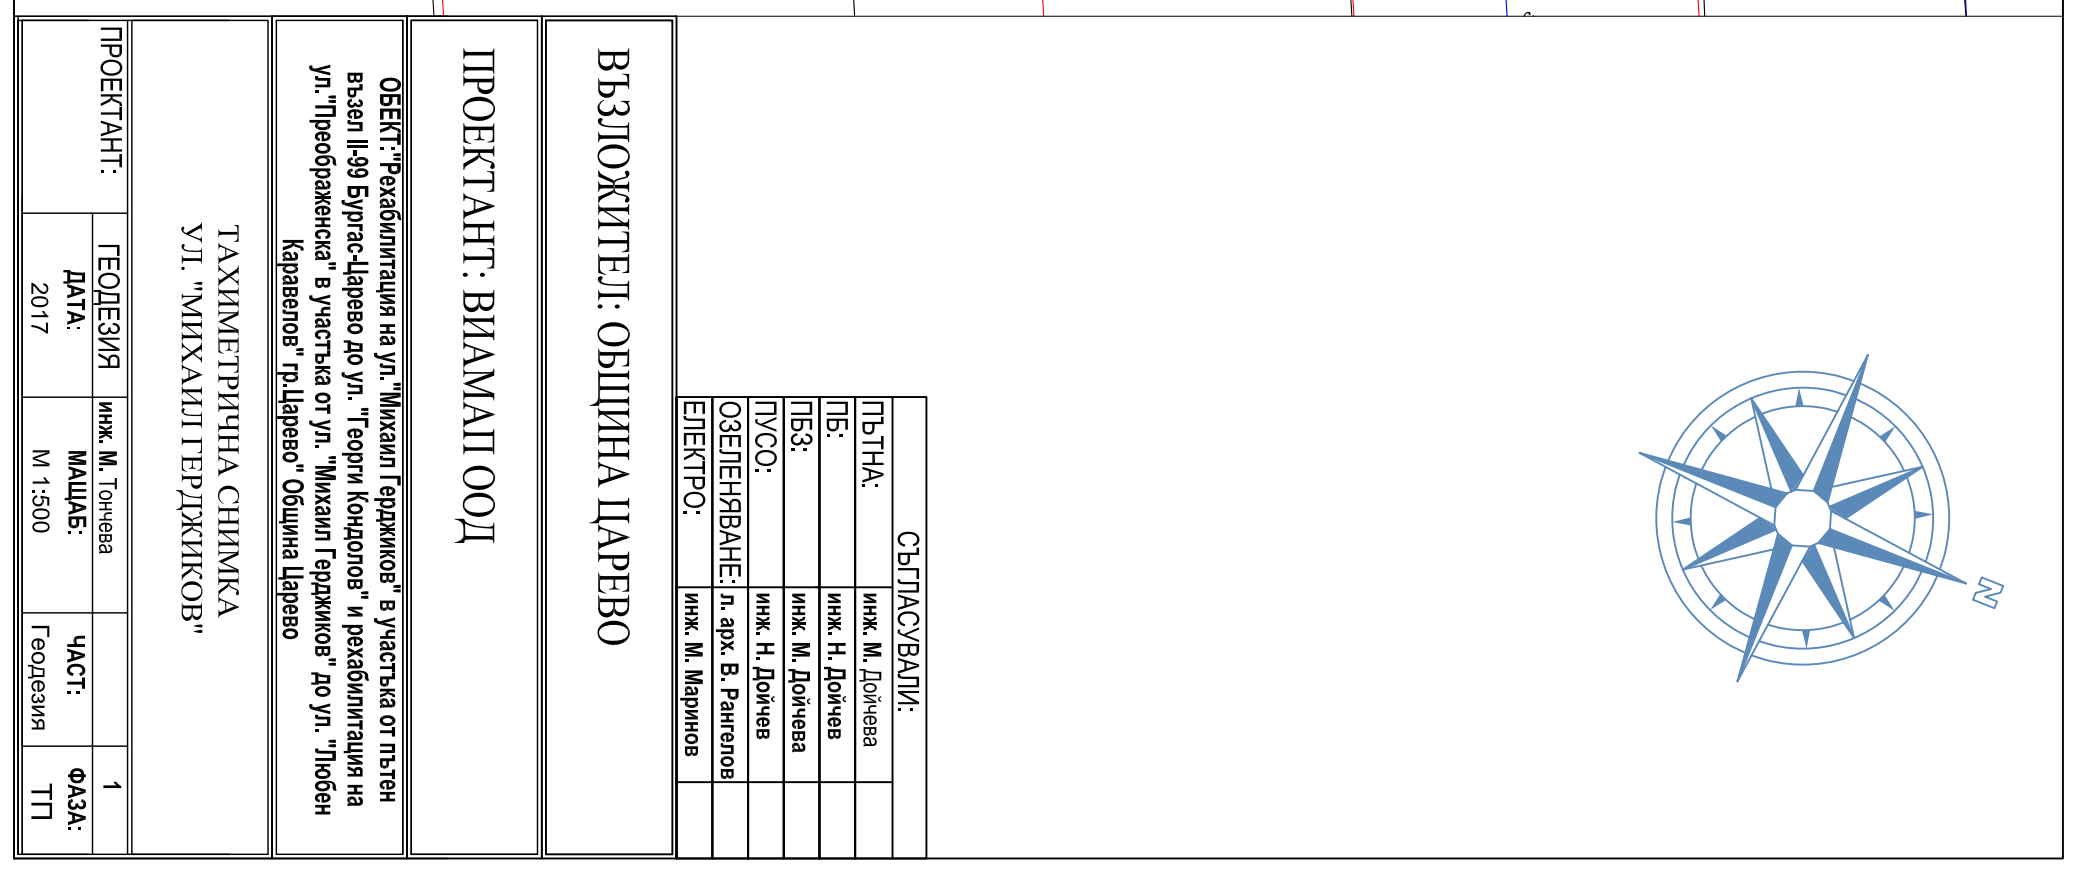 СЪГЛАСУВАЛИ:
ПЪТНА: инж. М. Дойчева
ПБ: инж. Н. Дойчев
ПБЗ: инж. М. Дойчева
ПУСО: инж. Н. Дойчев
ОЗЕЛЕНЯВАНЕ: л. арх. В. Рангелов
ЕЛЕКТРО: инж. М. Маринов
ВЪЗЛОЖИТЕЛ: ОБЩИНА ЦАРЕВО
ПРОЕКТАНТ: ВИАМАП ООД
ОБЕКТ:"Рехабилитация на ул. "Михаил Герджиков" в участъка от пътен
възел II-99 Бургас-Царево до ул. "Георги Кондолов" и рехабилитация на
ул."Преображенска" в участъка от ул. "Михаил Герджиков" до ул. "Любен
Каравелов" гр.Царево" Община Царево
ТАХИМЕТРИЧНА СНИМКА
УЛ. "МИХАИЛ ГЕРДЖИКОВ"
ПРОЕКТАНТ: ГЕОДЕЗИЯ инж. М. Тончева 1
ДАТА: МАЩАБ: ЧАСТ: ФАЗА:
2017 М 1:500 Геодезия ТП
N